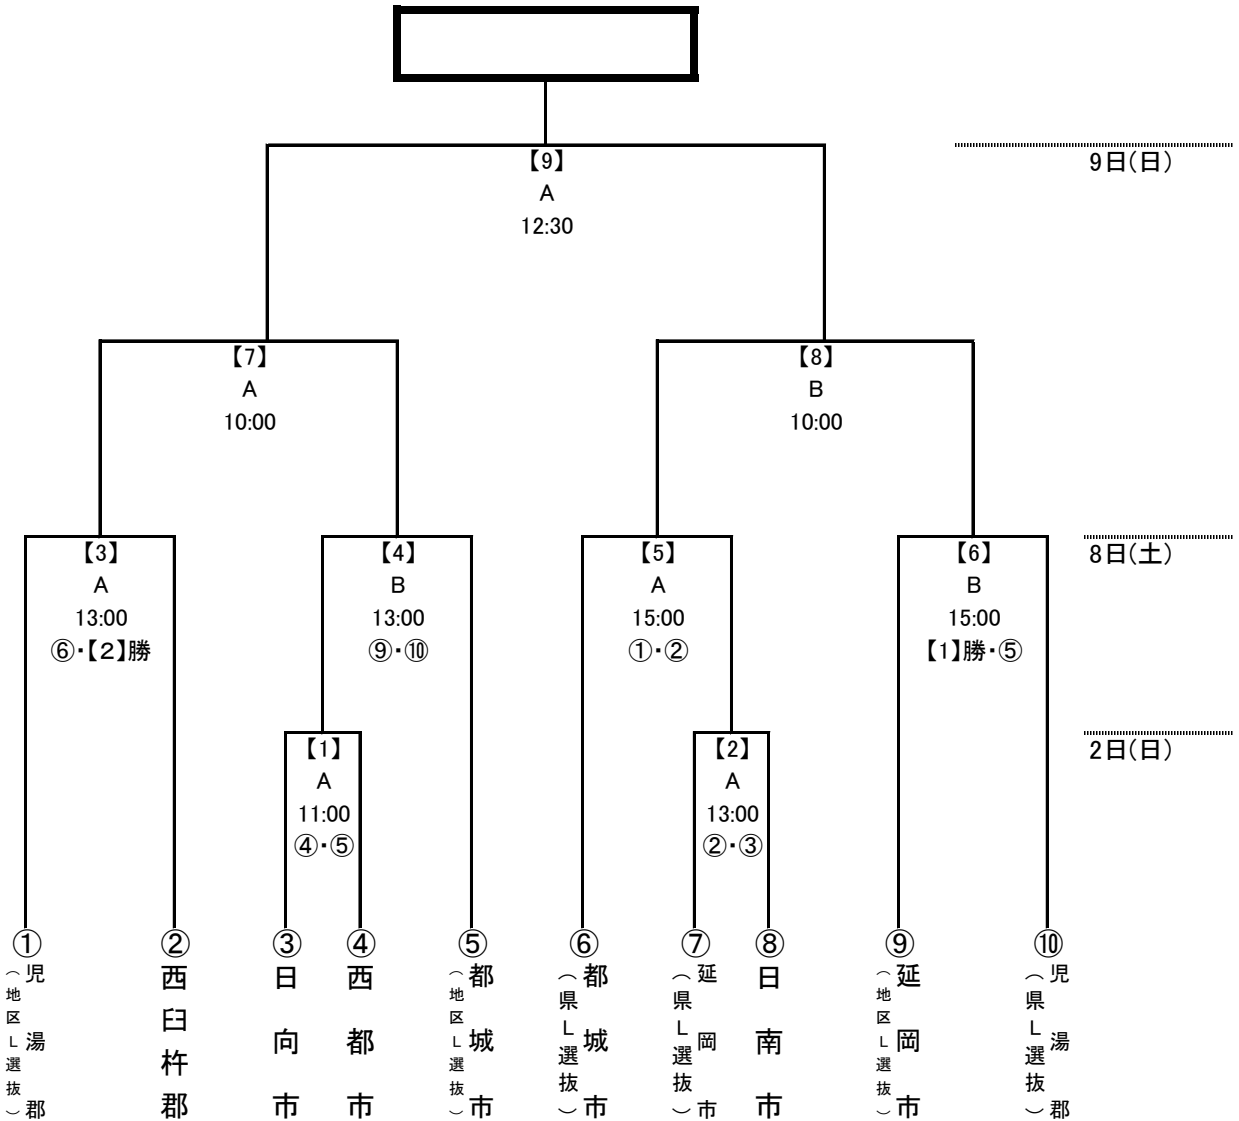 【9】
A
12:30
9日(日)
【7】
A
10:00
【8】
B
10:00
【3】
A
13:00
⑥・【2】勝
【4】
B
13:00
⑨・⑩
【5】
A
15:00
①・②
【6】
B
15:00
【1】勝・⑤
8日(土)
【1】
A
11:00
④・⑤
【2】
A
13:00
②・③
2日(日)
①
児湯郡
(地区L選抜)
②
西臼杵郡
③
日向市
④
西都市
⑤
都城市
(地区L選抜)
⑥
都城市
(県L選抜)
⑦
延岡市
(県L選抜)
⑧
日南市
⑨
延岡市
(地区L選抜)
⑩
児湯郡
(県L選抜)